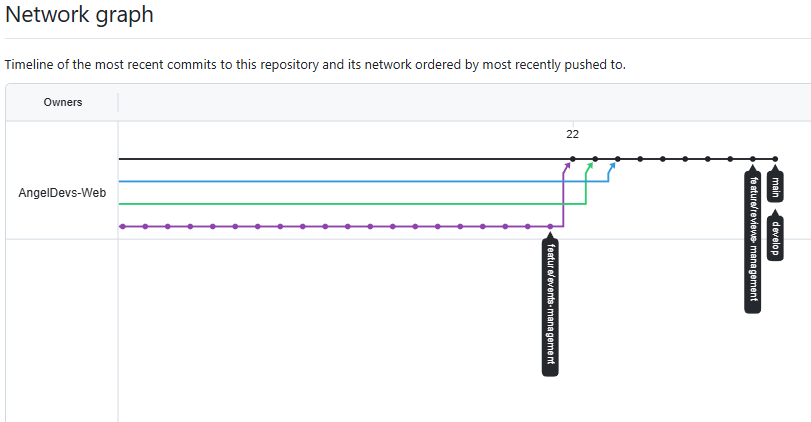 Network graph
Timeline of the most recent commits to this repository and its network ordered by most recently pushed to.
Owners
22
AngelDevs-Web
main
develop
feature/reviews-management
feature/events-management